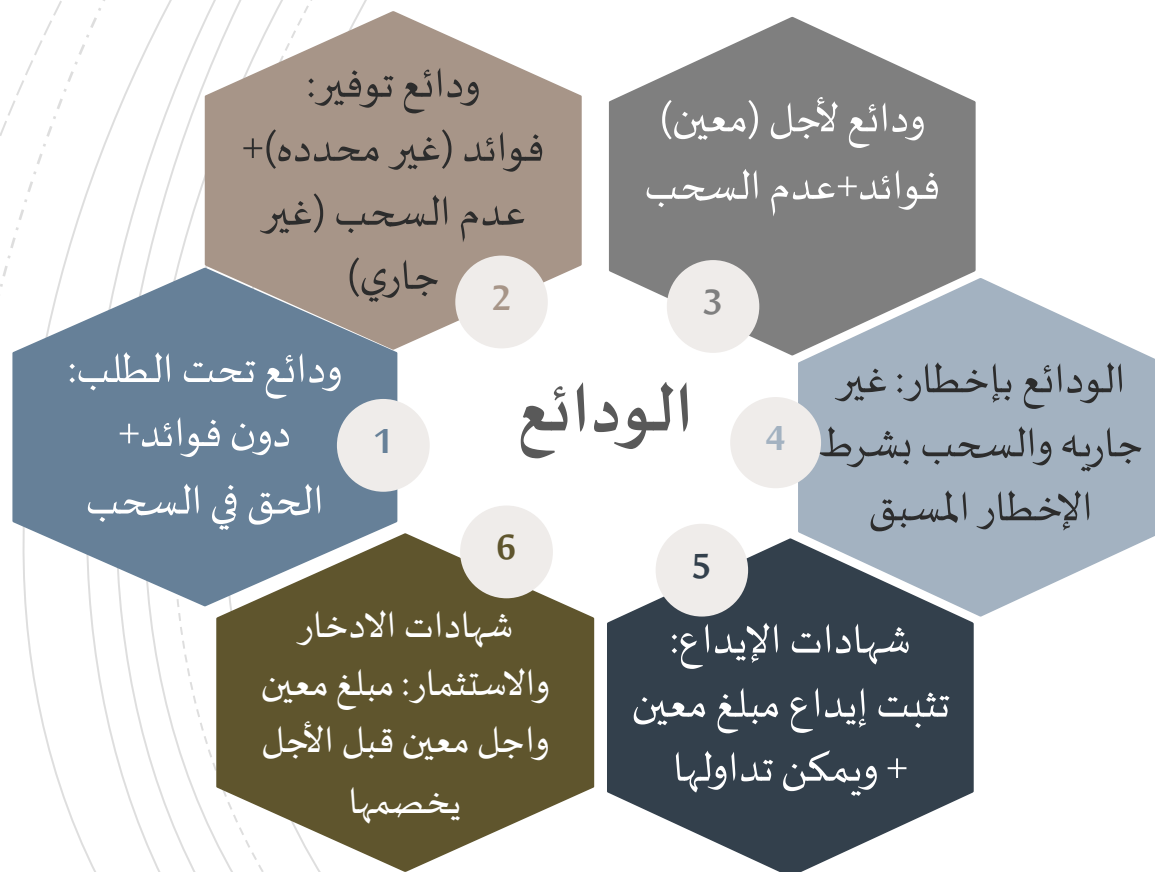 الودائع
1
ودائع تحت الطلب:
دون فوائد+
الحق في السحب
2
ودائع توفير:
فوائد (غير محدده)+
عدم السحب (غير
جاري)
3
ودائع لأجل (معين)
فوائد+عدم السحب
4
الودائع بإخطار: غير
جاريه والسحب بشرط
الإخطار المسبق
5
شهادات الإيداع:
تثبت إيداع مبلغ معين
+ ويمكن تداولها
6
شهادات الادخار
والاستثمار: مبلغ معين
واجل معين قبل الأجل
يخصمها